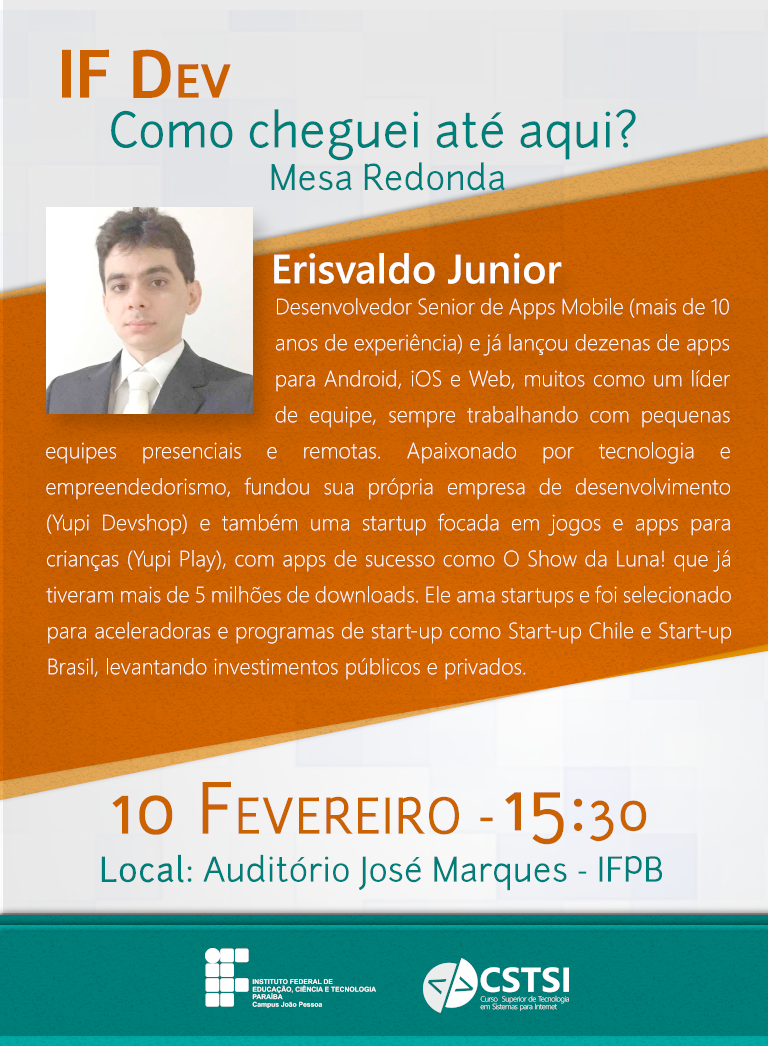 IF DEV
Como cheguei até aqui?
Mesa Redonda
Erisvaldo Junior
Desenvolvedor Senior de Apps Mobile (mais de 10
anos de experiência) e já lançou dezenas de apps
para Android, iOS e Web, muitos como um líder
de equipe, sempre trabalhando com pequenas
equipes presenciais e remotas. Apaixonado por tecnologia e
empreendedorismo, fundou sua própria empresa de desenvolvimento
(Yupi Devshop) e também uma startup focada em jogos e apps para
crianças (Yupi Play), com apps de sucesso como O Show da Luna! que já
tiveram mais de 5 milhões de downloads. Ele ama startups e foi selecionado
para aceleradoras e programas de start-up como Start-up Chile e Start-up
Brasil, levantando investimentos públicos e privados.
10 FEVEREIRO - 15:30
Local: Auditório José Marques - IFPB
INSTITUTO FEDERAL DE
EDUCAÇÃO, CIÊNCIA E TECNOLOGIA
PARAÍBA
Campus João Pessoa
</> CSTSI
Curso Superior de Tecnologia
em Sistemas para Internet